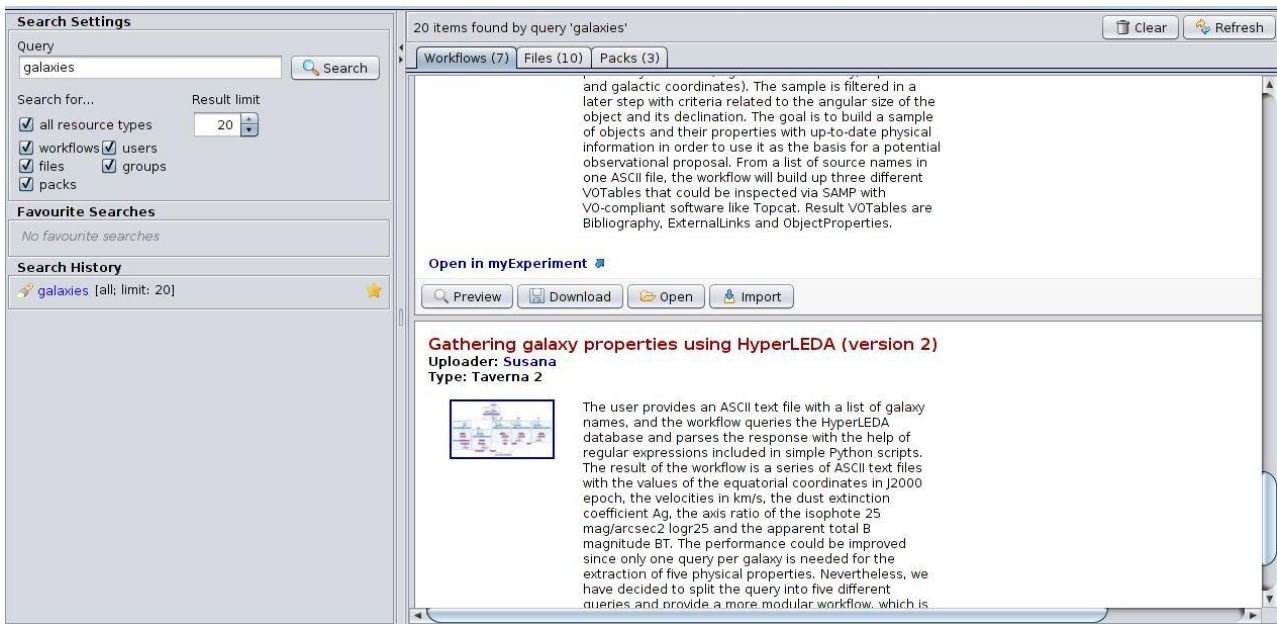 Search Settings
Query
galaxies
Search
Search for...
Result limit
all resource types
20
workflows
users
files
groups
packs
Favourite Searches
No favourite searches
Search History
galaxies [all; limit: 20]
20 items found by query 'galaxies'
Clear
Refresh
Workflows (7)
Files (10)
Packs (3)
and galactic coordinates). The sample is filtered in a
later step with criteria related to the angular size of the
object and its declination. The goal is to build a sample
of objects and their properties with up-to-date physical
information in order to use it as the basis for a potential
observational proposal. From a list of source names in
one ASCII file, the workflow will build up three different
VOTables that could be inspected via SAMP with
VO-compliant software like Topcat. Result VOTables are
Bibliography, ExternalLinks and ObjectProperties.
Open in myExperiment
Preview
Download
Open
Import
Gathering galaxy properties using HyperLEDA (version 2)
Uploader: Susana
Type: Taverna 2
The user provides an ASCII text file with a list of galaxy
names, and the workflow queries the HyperLEDA
database and parses the response with the help of
regular expressions included in simple Python scripts.
The result of the workflow is a series of ASCII text files
with the values of the equatorial coordinates in J2000
epoch, the velocities in km/s, the dust extinction
coefficient Ag, the axis ratio of the isophote 25
mag/arcsec2 logr25 and the apparent total B
magnitude BT. The performance could be improved
since only one query per galaxy is needed for the
extraction of five physical properties. Nevertheless, we
have decided to split the query into five different
queries and provide a more modular workflow, which is